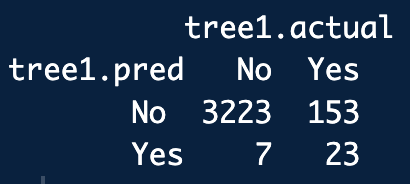 tree1.actual
tree1.pred No Yes
No 3223 153
Yes 7 23